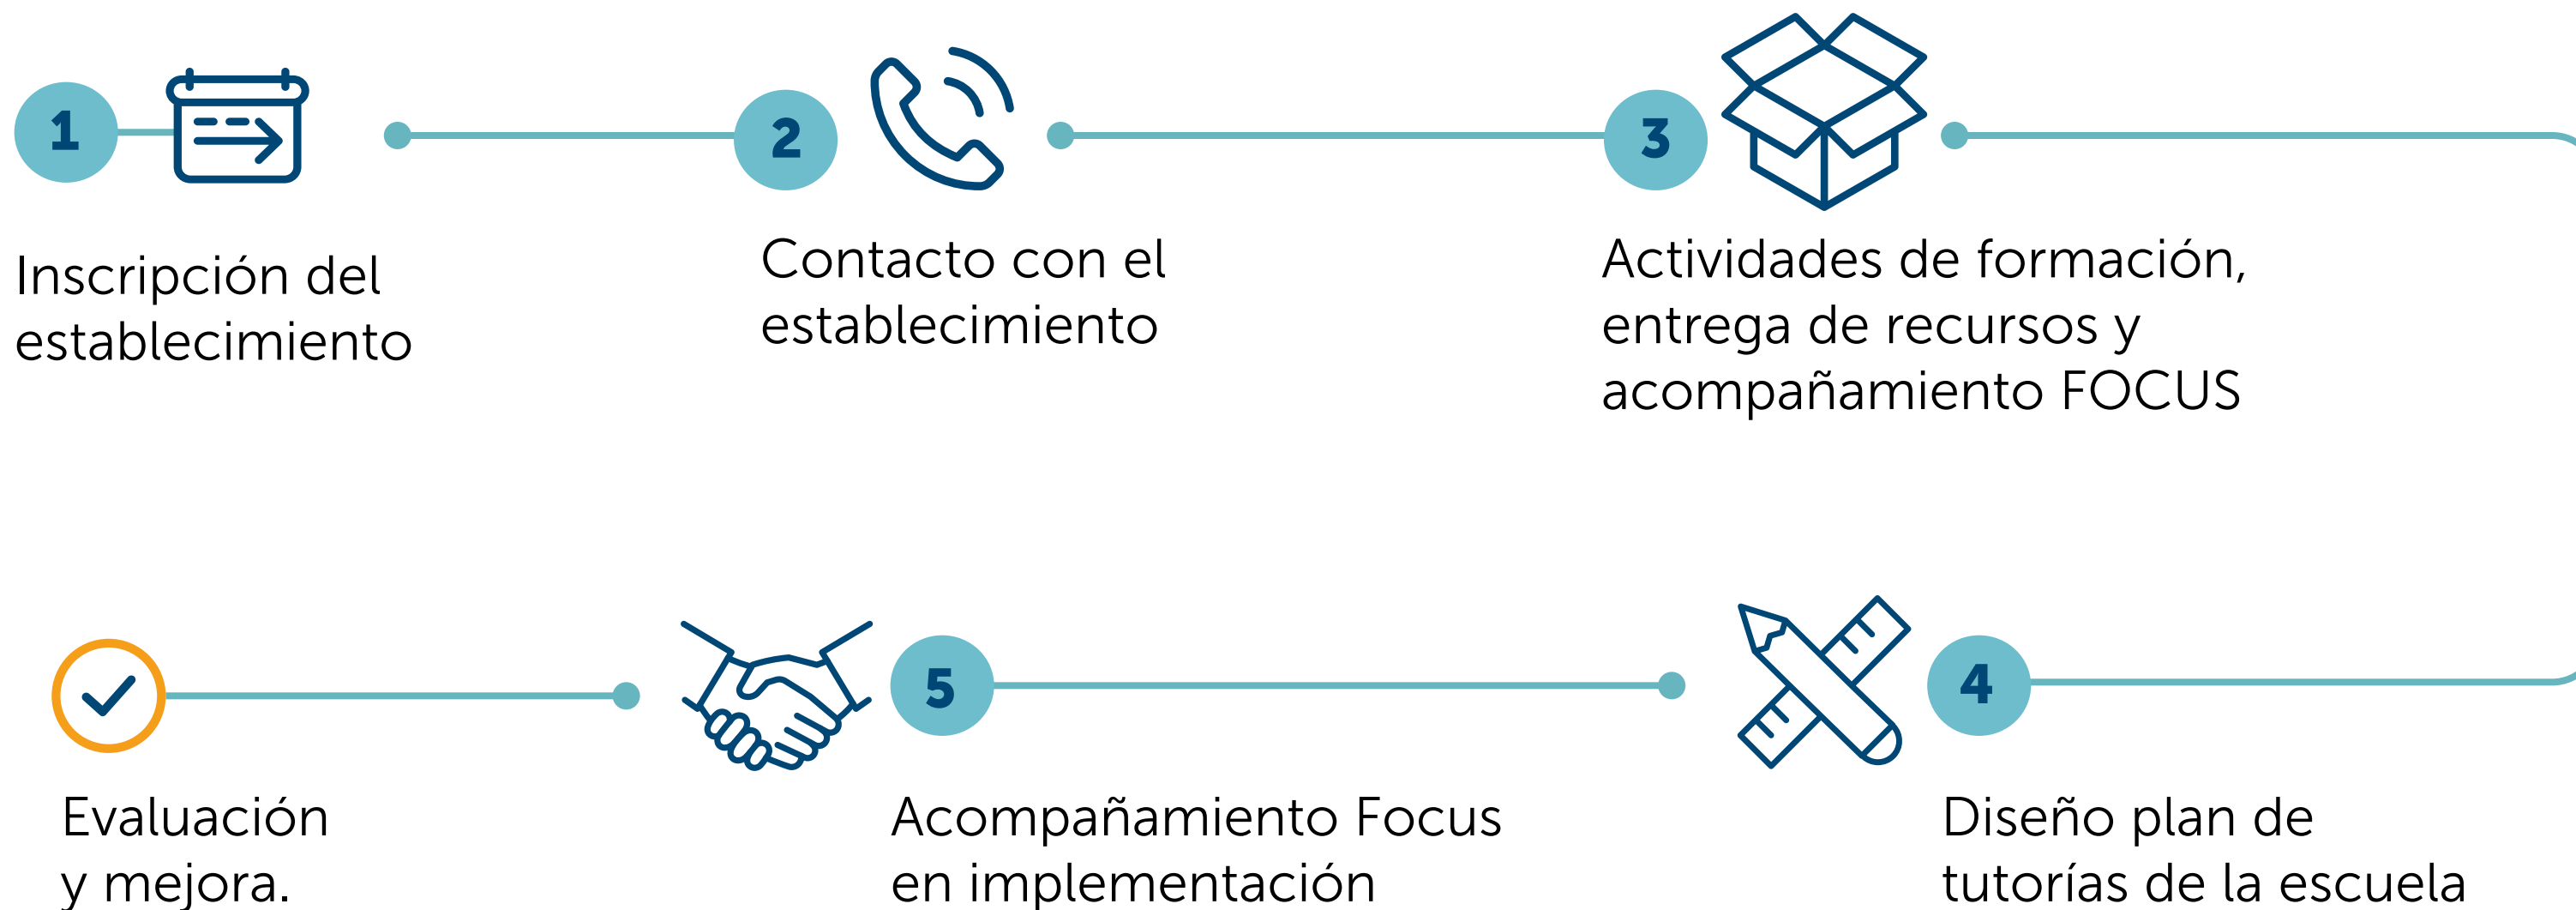 1
Inscripción del
establecimiento
2
Contacto con el
establecimiento
3
Actividades de formación,
entrega de recursos y
acompañamiento FOCUS
4
Diseño plan de
tutorías de la escuela
5
Acompañamiento Focus
en implementación
Evaluación
y mejora.